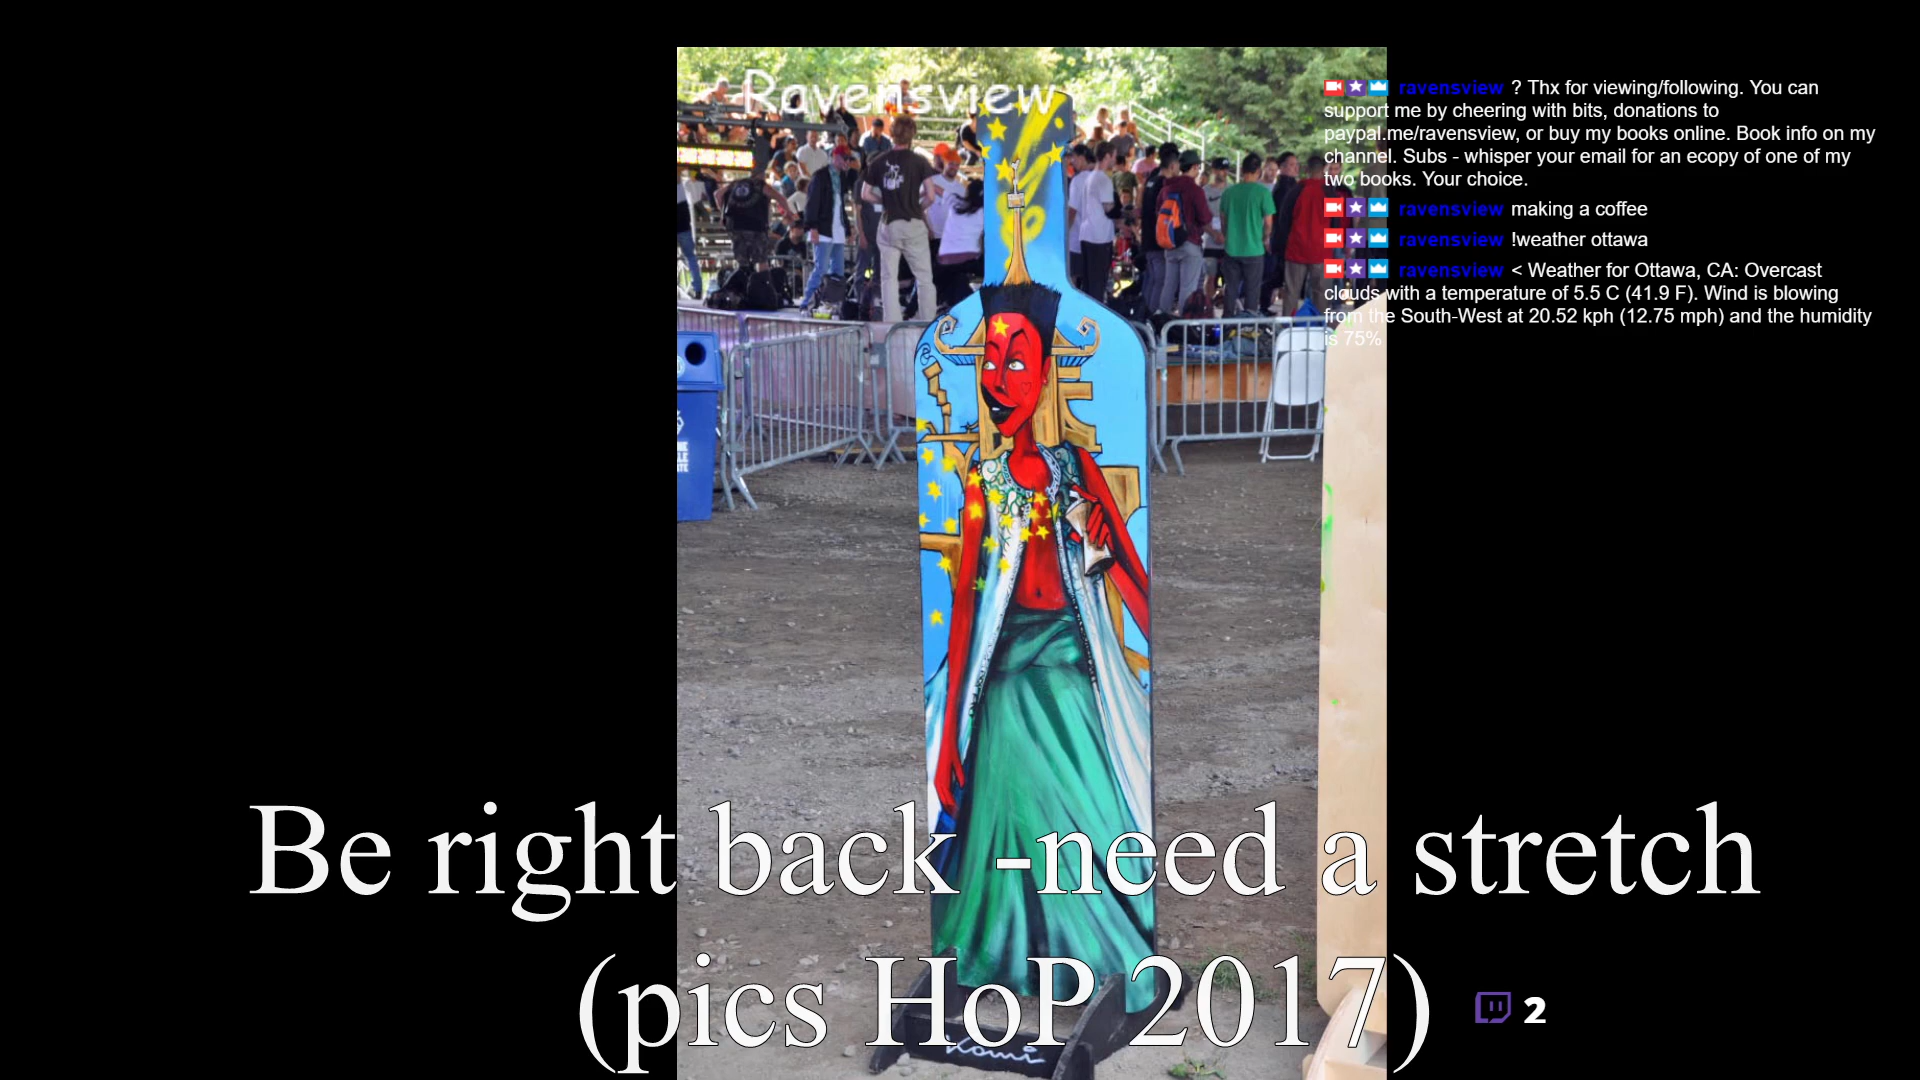 Ravensview
ravensview ? Thx for viewing/following. You can
support me by cheering with bits, donations to
paypal.me/ravensview, or buy my books online. Book info on my
channel. Subs - whisper your email for an ecopy of one of my
two books. Your choice.
ravensview making a coffee
ravensview !weather ottawa
ravensview < Weather for Ottawa, CA: Overcast
clouds with a temperature of 5.5 C (41.9 F). Wind is blowing
from the South-West at 20.52 kph (12.75 mph) and the humidity
is 75%
Be right back -need a stretch
(pics HoP 2017)
2
Komi